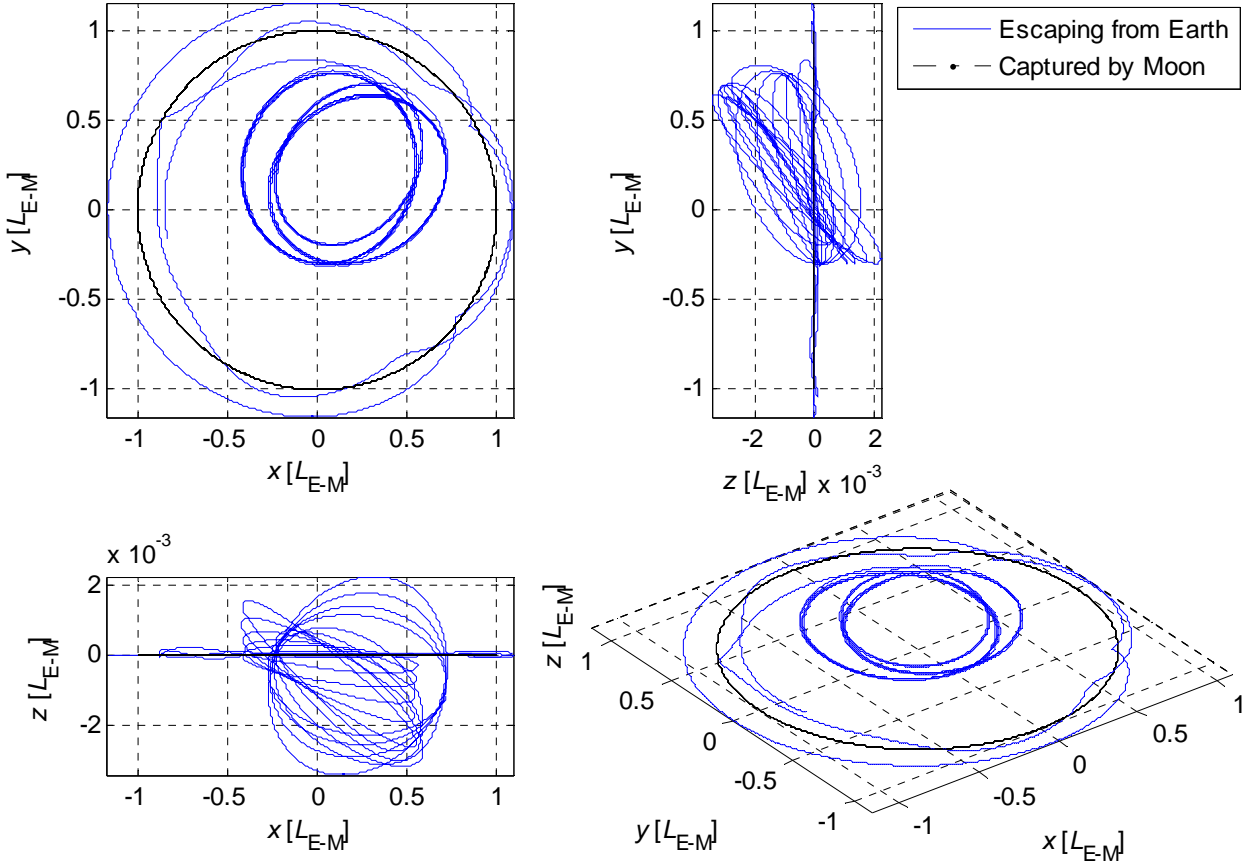 1
0.5
0
-0.5
-1
y [L_E-M]
-1 -0.5 0 0.5 1
x [L_E-M]
1
0.5
0
-0.5
-1
y [L_E-M]
-2 0 2
z [L_E-M] x 10^-3
Escaping from Earth
Captured by Moon
x 10^-3
2
0
-2
z [L_E-M]
-1 -0.5 0 0.5 1
x [L_E-M]
z [L_E-M]
1
0.5
0
-0.5
-1
y [L_E-M]
-1
-0.5
0
0.5
1
x [L_E-M]